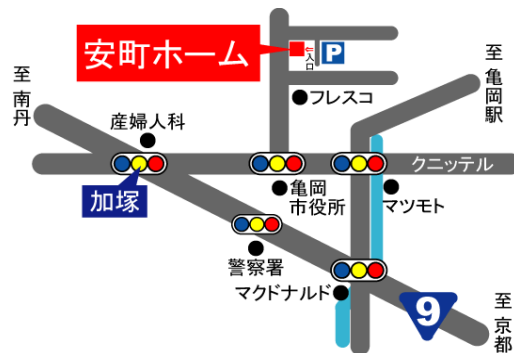 安町ホーム
⇐入口
P
至亀岡駅
至南丹
フレスコ
産婦人科
クニッテル
加塚
亀岡
市役所
マツモト
警察署
マクドナルド
9
至京都